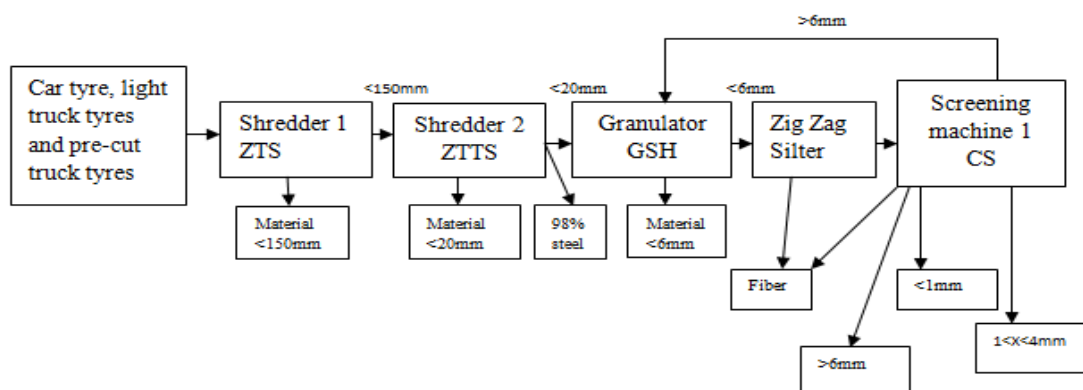 >6mm
Car tyre, light
truck tyres
and pre-cut
truck tyres
<150mm
<20mm
<6mm
Shredder 1
ZTS
Shredder 2
ZTTS
Granulator
GSH
Zig Zag
Silter
Screening
machine 1
CS
Material
<150mm
Material
<20mm
98%
steel
Material
<6mm
Fiber
<1mm
1<X<4mm
>6mm